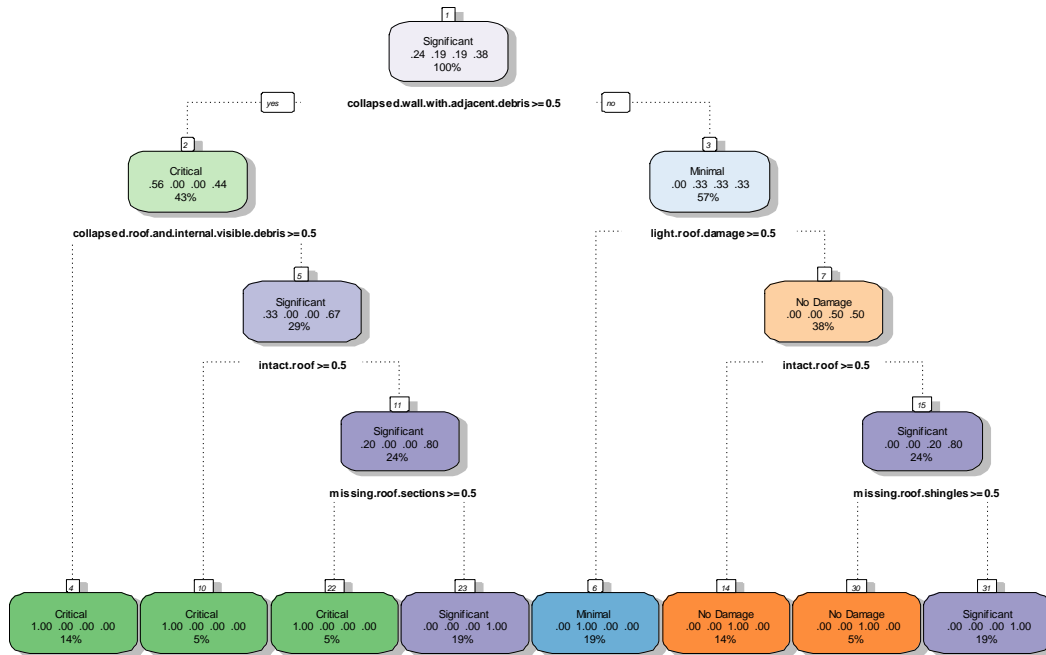 1
Significant
.24 .19 .19 .38
100%
yes
collapsed.wall.with.adjacent.debris >= 0.5
no
2
Critical
.56 .00 .00 .44
43%
3
Minimal
.00 .33 .33 .33
57%
collapsed.roof.and.internal.visible.debris >= 0.5
light.roof.damage >= 0.5
5
Significant
.33 .00 .00 .67
29%
7
No Damage
.00 .00 .50 .50
38%
intact.roof >= 0.5
intact.roof >= 0.5
11
Significant
.20 .00 .00 .80
24%
15
Significant
.00 .00 .20 .80
24%
missing.roof.sections >= 0.5
missing.roof.shingles >= 0.5
4
Critical
1.00 .00 .00 .00
14%
10
Critical
1.00 .00 .00 .00
5%
22
Critical
1.00 .00 .00 .00
5%
23
Significant
.00 .00 .00 1.00
19%
6
Minimal
.00 1.00 .00 .00
19%
14
No Damage
.00 .00 1.00 .00
14%
30
No Damage
.00 .00 1.00 .00
5%
31
Significant
.00 .00 .00 1.00
19%